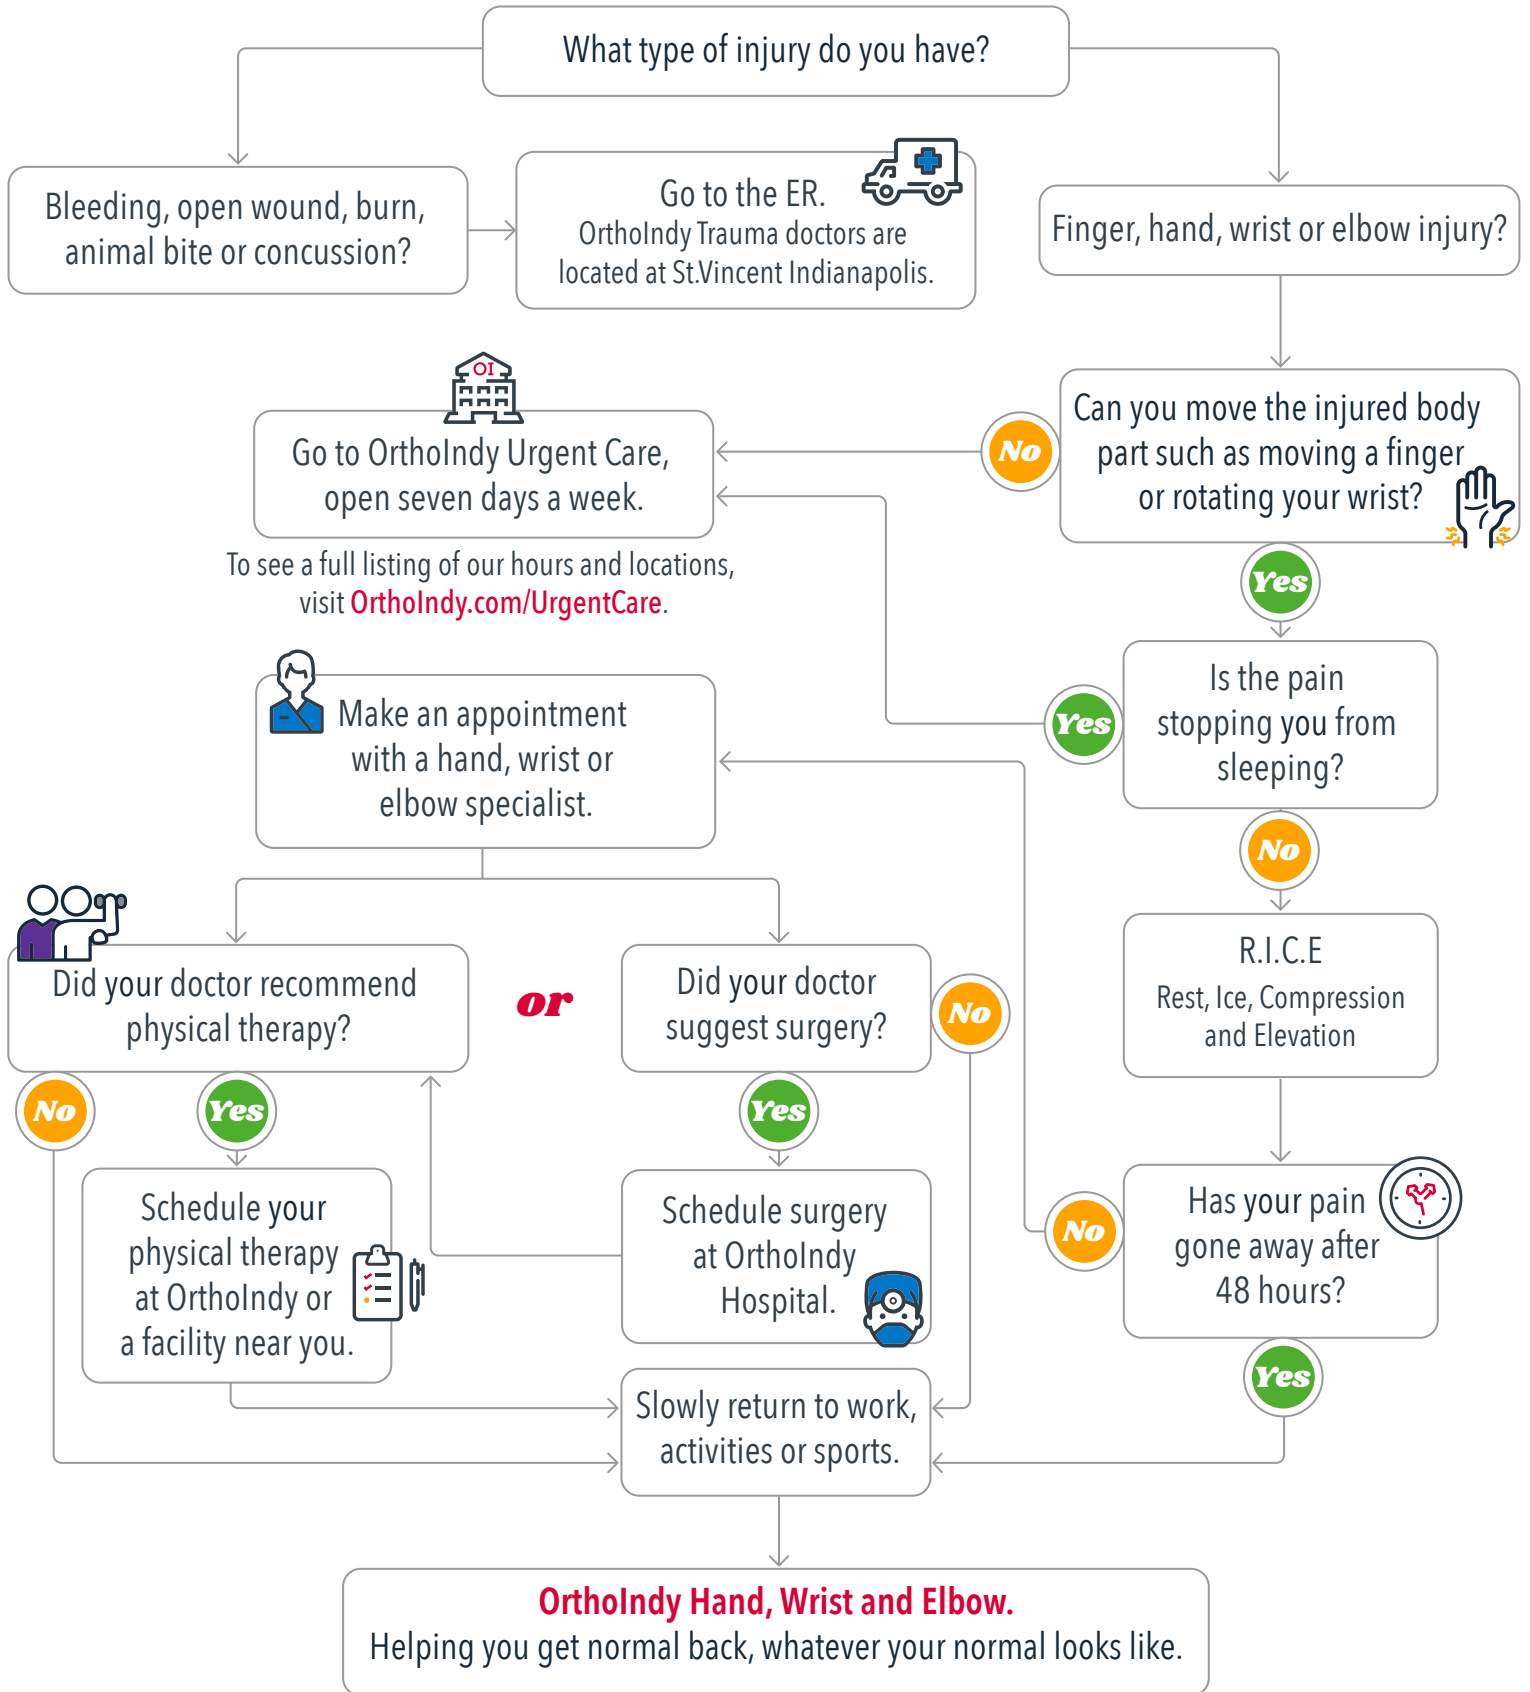 What type of injury do you have?
Bleeding, open wound, burn,
animal bite or concussion?
Go to the ER.
OrthoIndy Trauma doctors are
located at St.Vincent Indianapolis.
Finger, hand, wrist or elbow injury?
OI
Go to OrthoIndy Urgent Care,
open seven days a week.
To see a full listing of our hours and locations,
visit OrthoIndy.com/UrgentCare.
No
Can you move the injured body
part such as moving a finger
or rotating your wrist?
Yes
Is the pain
stopping you from
sleeping?
Yes
No
Make an appointment
with a hand, wrist or
elbow specialist.
R.I.C.E
Rest, Ice, Compression
and Elevation
Did your doctor recommend
physical therapy?
or
Did your doctor
suggest surgery?
No
No
Yes
Yes
Schedule your
physical therapy
at OrthoIndy or
a facility near you.
Schedule surgery
at OrthoIndy
Hospital.
No
Has your pain
gone away after
48 hours?
Yes
Slowly return to work,
activities or sports.
OrthoIndy Hand, Wrist and Elbow.
Helping you get normal back, whatever your normal looks like.